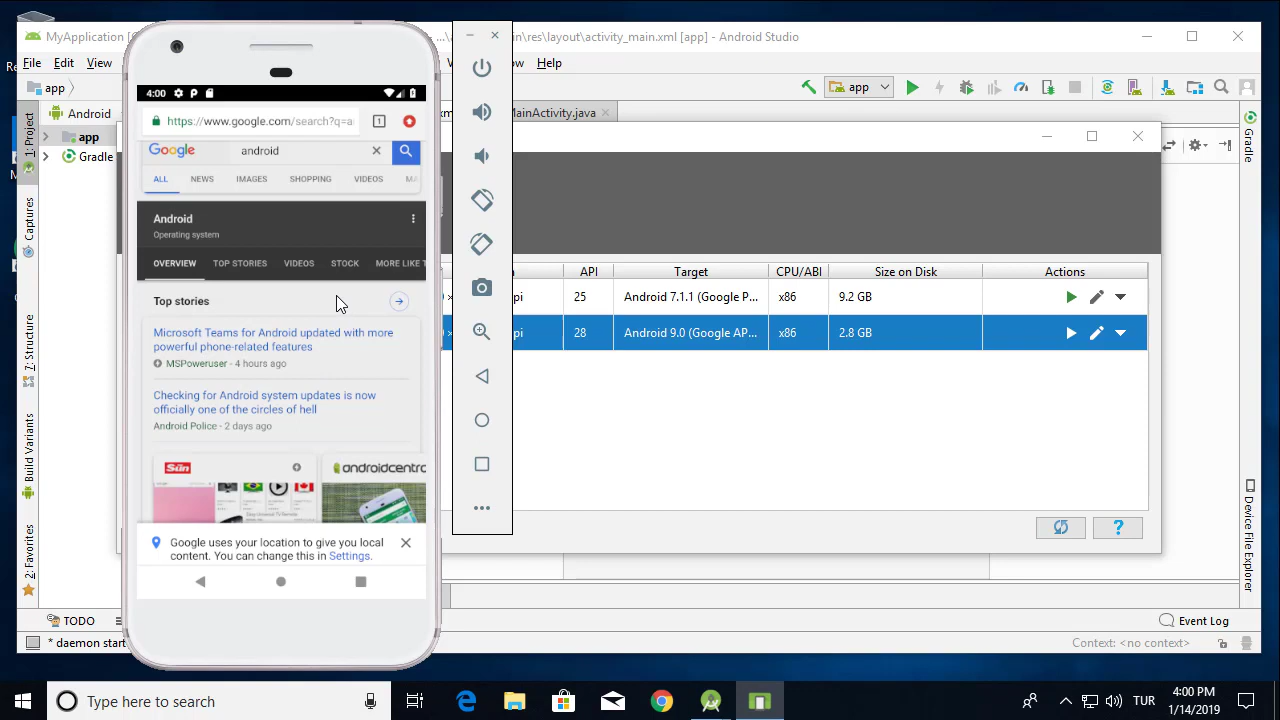 MyApplication [
...\app\
\res\layout\activity_main.xml [app] - Android Studio
File Edit View
Help
app
app
Android
MainActivity.java
app
Gradle
1: Project
Captures
7: Structure
Build Variants
2: Favorites
Gradle
Device File Explorer
4:00
https://www.google.com/search?q=a
1
Google
android
ALL NEWS IMAGES SHOPPING VIDEOS
Android
Operating system
OVERVIEW TOP STORIES VIDEOS STOCK MORE LIKE T
Top stories
Microsoft Teams for Android updated with more
powerful phone-related features
MSPoweruser - 4 hours ago
Checking for Android system updates is now
officially one of the circles of hell
Android Police - 2 days ago
Sun
androidcentr
Google uses your location to give you local
content. You can change this in Settings.
API Target CPU/ABI Size on Disk Actions
25 Android 7.1.1 (Google P... x86 9.2 GB
28 Android 9.0 (Google AP... x86 2.8 GB
?
TODO
Event Log
* daemon start
Context: <no context>
Type here to search
TUR
4:00 PM
1/14/2019